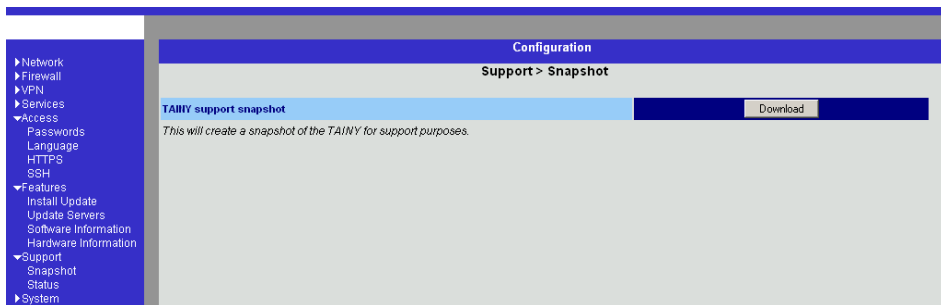 Network
Firewall
VPN
Services
Access
Passwords
Language
HTTPS
SSH
Features
Install Update
Update Servers
Software Information
Hardware Information
Support
Snapshot
Status
System
Configuration
Support > Snapshot
TAINY support snapshot
Download
This will create a snapshot of the TAINY for support purposes.